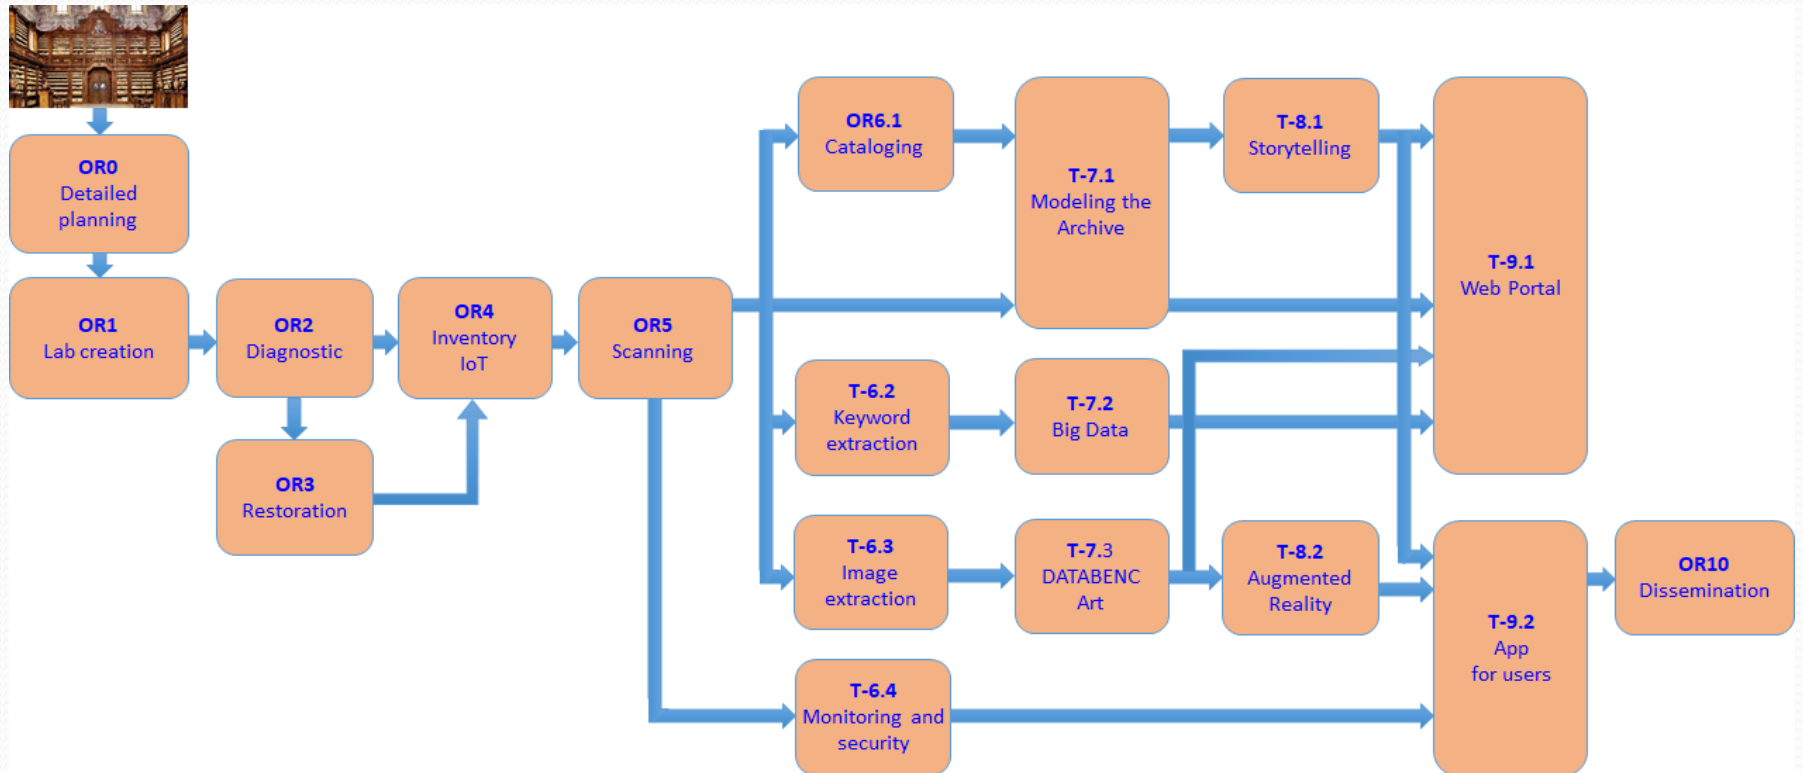 OR0
Detailed
planning
OR1
Lab creation
OR2
Diagnostic
OR3
Restoration
OR4
Inventory
IoT
OR5
Scanning
OR6.1
Cataloging
T-6.2
Keyword
extraction
T-6.3
Image
extraction
T-6.4
Monitoring and
security
T-7.1
Modeling the
Archive
T-7.2
Big Data
T-7.3
DATABENC
Art
T-8.1
Storytelling
T-8.2
Augmented
Reality
T-9.1
Web Portal
T-9.2
App
for users
OR10
Dissemination